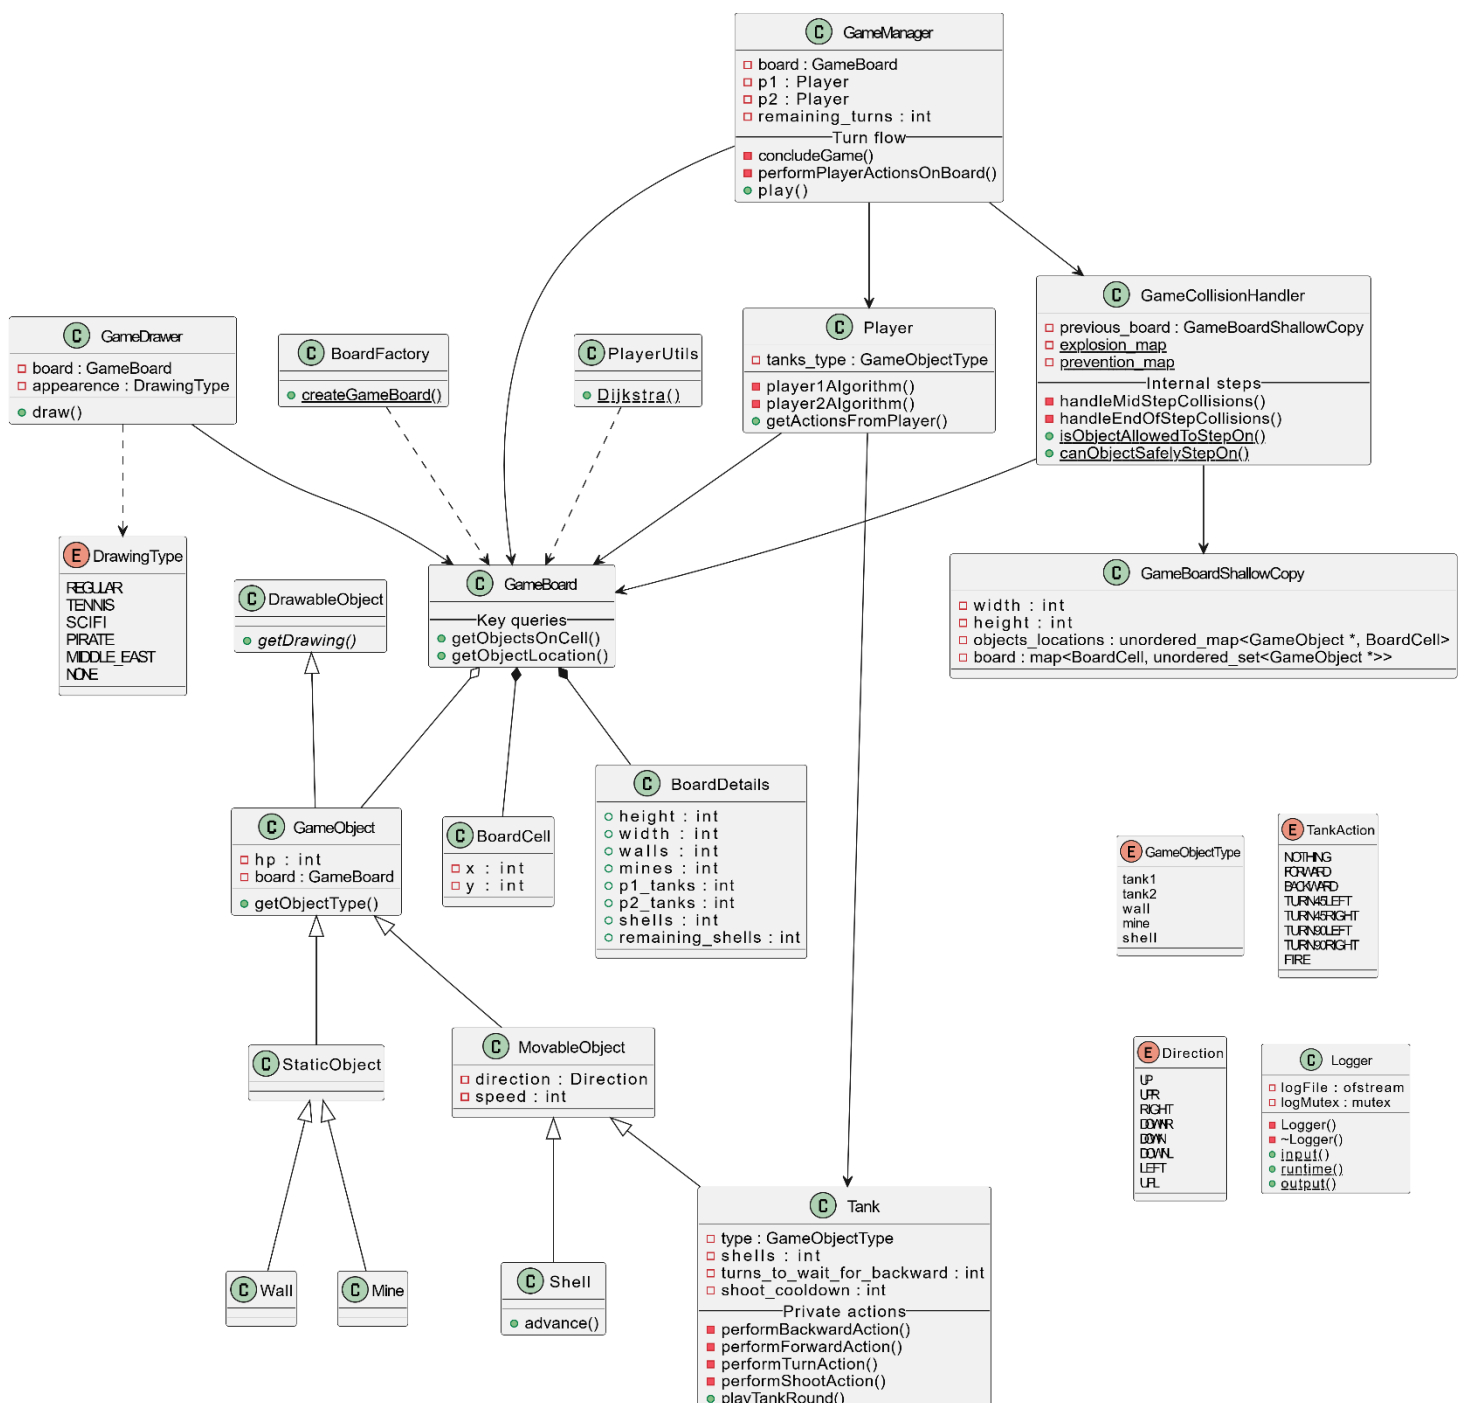 C GameManager
board : GameBoard
p1 : Player
p2 : Player
remaining_turns : int
Turn flow
concludeGame()
performPlayerActionsOnBoard()
play()
C GameCollisionHandler
previous_board : GameBoardShallowCopy
explosion_map
prevention_map
Internal steps
handleMidStepCollisions()
handleEndOfStepCollisions()
isObjectAllowedToStepOn()
canObjectSafelyStepOn()
C Player
tanks_type : GameObjectType
player1Algorithm()
player2Algorithm()
getActionsFromPlayer()
C GameDrawer
board : GameBoard
appearence : DrawingType
draw()
C BoardFactory
createGameBoard()
C PlayerUtils
Dijkstra()
E DrawingType
REGULAR
TENNIS
SCIFI
PIRATE
MIDDLE_EAST
NONE
C DrawableObject
getDrawing()
C GameBoard
Key queries
getObjectsOnCell()
getObjectLocation()
C GameBoardShallowCopy
width : int
height : int
objects_locations : unordered_map<GameObject *, BoardCell>
board : map<BoardCell, unordered_set<GameObject *>>
C GameObject
hp : int
board : GameBoard
getObjectType()
C BoardCell
x : int
y : int
C BoardDetails
height : int
width : int
walls : int
mines : int
p1_tanks : int
p2_tanks : int
shells : int
remaining_shells : int
E GameObjectType
tank1
tank2
wall
mine
shell
E TankAction
NOTHING
FORWARD
BACKWARD
TURN45LEFT
TURN45RIGHT
TURN90LEFT
TURN90RIGHT
FIRE
C StaticObject
C MovableObject
direction : Direction
speed : int
E Direction
UP
UPR
RIGHT
DOWNR
DOWN
DOWNL
LEFT
UPL
C Logger
logFile : ofstream
logMutex : mutex
Logger()
~Logger()
input()
runtime()
output()
C Wall
C Mine
C Shell
advance()
C Tank
type : GameObjectType
shells : int
turns_to_wait_for_backward : int
shoot_cooldown : int
Private actions
performBackwardAction()
performForwardAction()
performTurnAction()
performShootAction()
playTankRound()